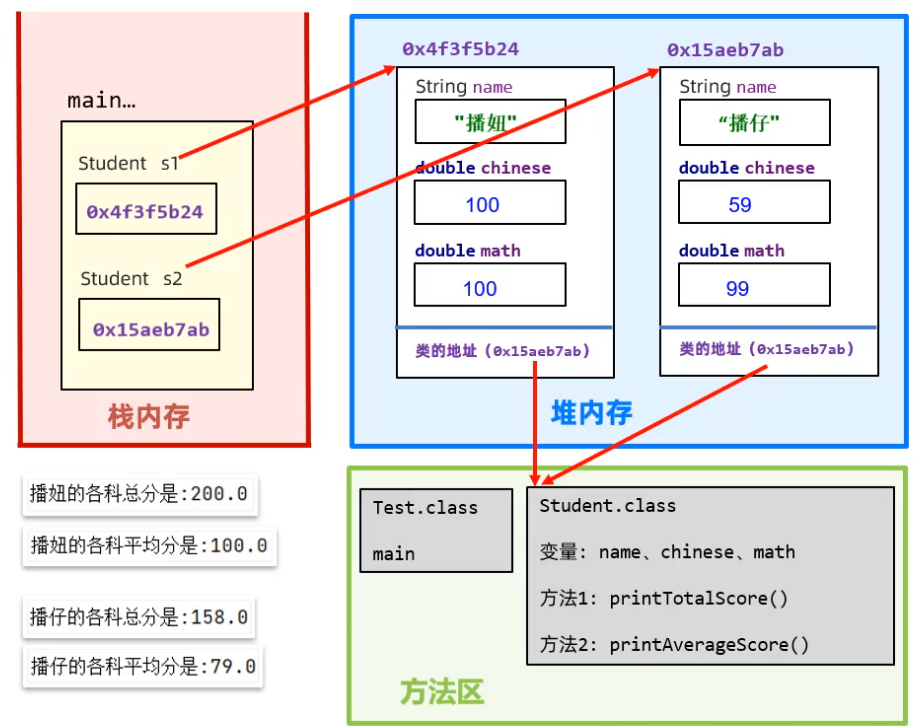 main…
Student s1
0x4f3f5b24
Student s2
0x15aeb7ab
栈内存
0x4f3f5b24
String name
"播妞"
double chinese
100
double math
100
类的地址（0x15aeb7ab）
0x15aeb7ab
String name
“播仔"
double chinese
59
double math
99
类的地址（0x15aeb7ab）
堆内存
播妞的各科总分是:200.0
播妞的各科平均分是:100.0
播仔的各科总分是:158.0
播仔的各科平均分是:79.0
Test.class
main
Student.class
变量: name、chinese、math
方法1: printTotalScore()
方法2: printAverageScore()
方法区